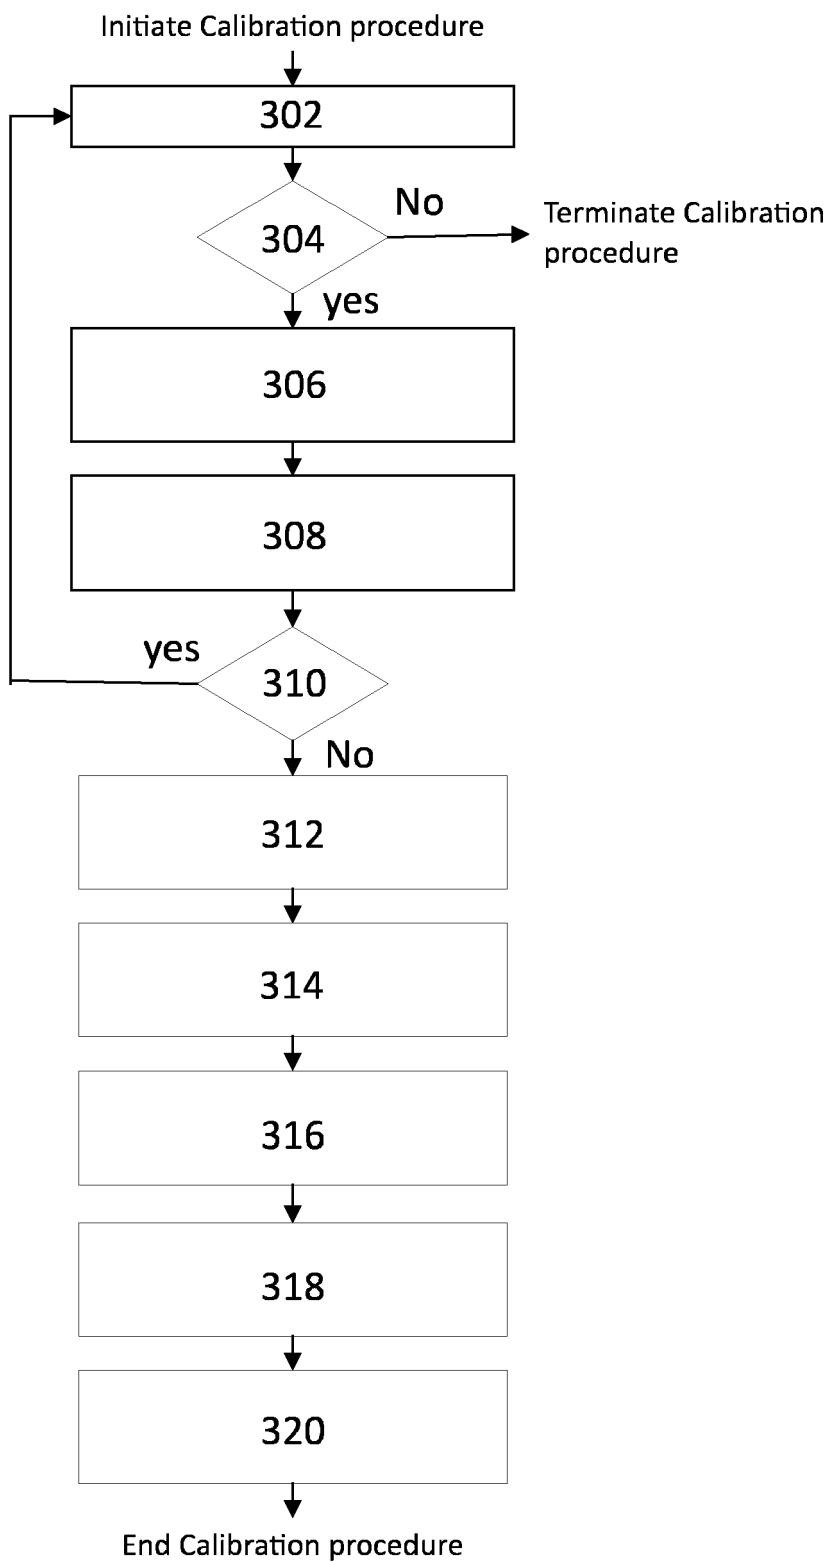 Initiate Calibration procedure
302
No
304
Terminate Calibration
procedure
yes
306
308
yes
310
No
312
314
316
318
320
End Calibration procedure